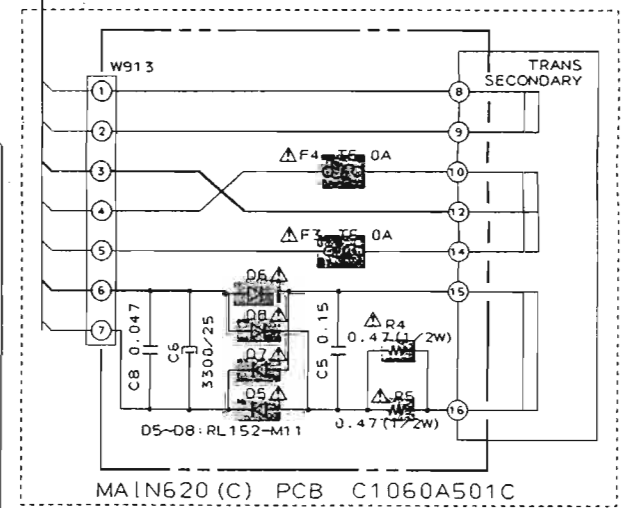 TRANS
SECONDARY
W913
1
8
2
9
F4 T5.0A
3
10
4
12
F3 T5.0A
5
14
D6
6
15
D8
C8 0.047
C6
3300/25
C5 0.15
R4
0.47(1/2W)
D7
7
D5
R5
16
0.47(1/2W)
D5~D8:RL152-M11
MAIN620(C) PCB C1060A501C